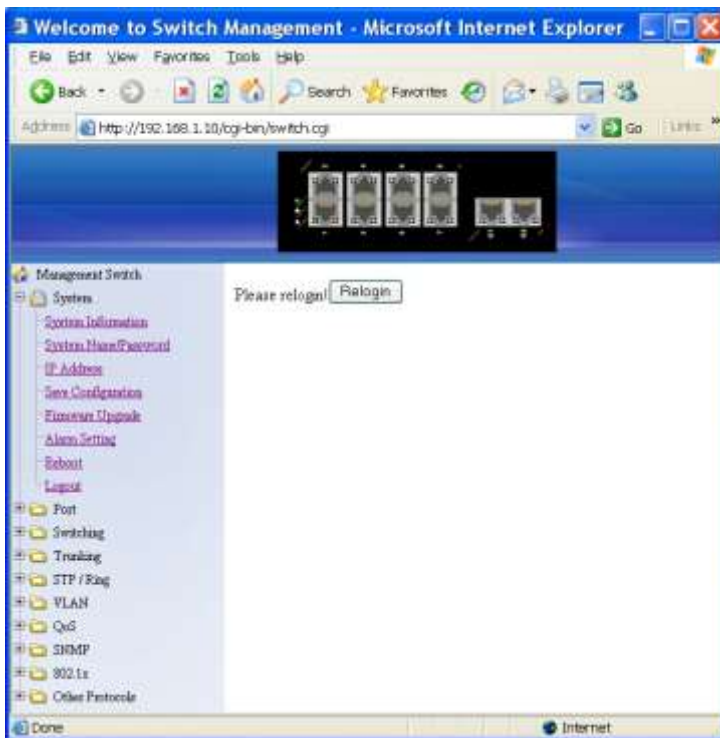 Welcome to Switch Management - Microsoft Internet Explorer
File Edit View Favorites Tools Help
Back Search Favorites
Address http://192.168.1.10/cgi-bin/switch.cgi Go Links »
Management Switch
Please relogin! Relogin
System
System Information
System Name/Password
IP Address
Save Configuration
Firmware Upgrade
Alarm Setting
Reboot
Logout
Port
Switching
Trunking
STP / Ring
VLAN
QoS
SNMP
802.1x
Other Protocols
Done Internet